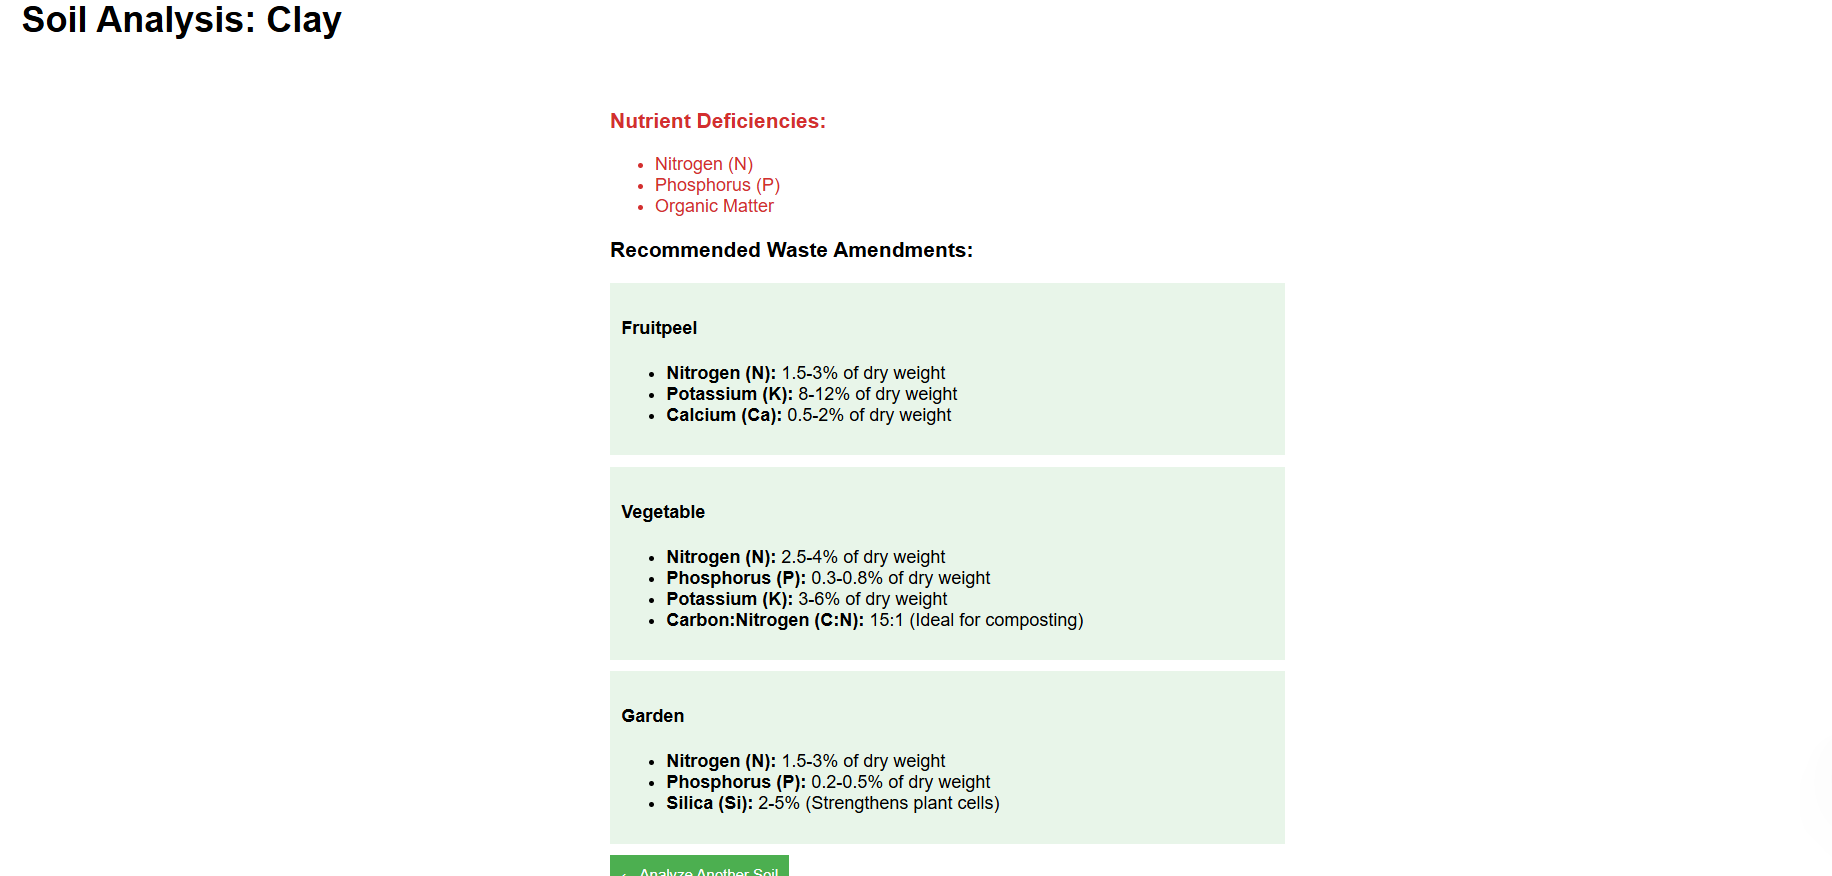 Soil Analysis: Clay
Nutrient Deficiencies:
• Nitrogen (N)
• Phosphorus (P)
• Organic Matter
Recommended Waste Amendments:
Fruitpeel
• Nitrogen (N): 1.5-3% of dry weight
• Potassium (K): 8-12% of dry weight
• Calcium (Ca): 0.5-2% of dry weight
Vegetable
• Nitrogen (N): 2.5-4% of dry weight
• Phosphorus (P): 0.3-0.8% of dry weight
• Potassium (K): 3-6% of dry weight
• Carbon:Nitrogen (C:N): 15:1 (Ideal for composting)
Garden
• Nitrogen (N): 1.5-3% of dry weight
• Phosphorus (P): 0.2-0.5% of dry weight
• Silica (Si): 2-5% (Strengthens plant cells)
← Analyze Another Soil